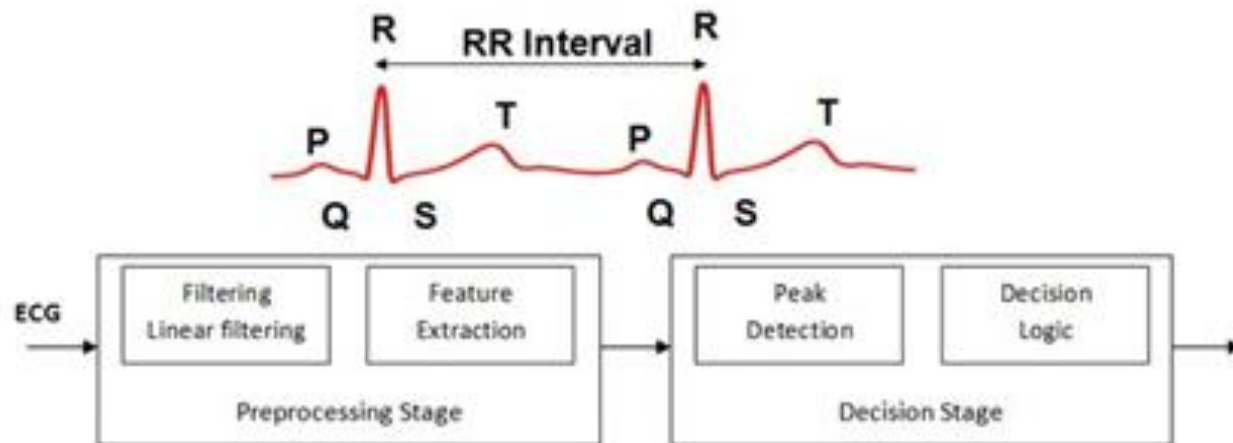 R
RR Interval
R
P
T
P
T
Q
S
Q
S
ECG
Filtering
Linear filtering
Feature
Extraction
Preprocessing Stage
Peak
Detection
Decision
Logic
Decision Stage